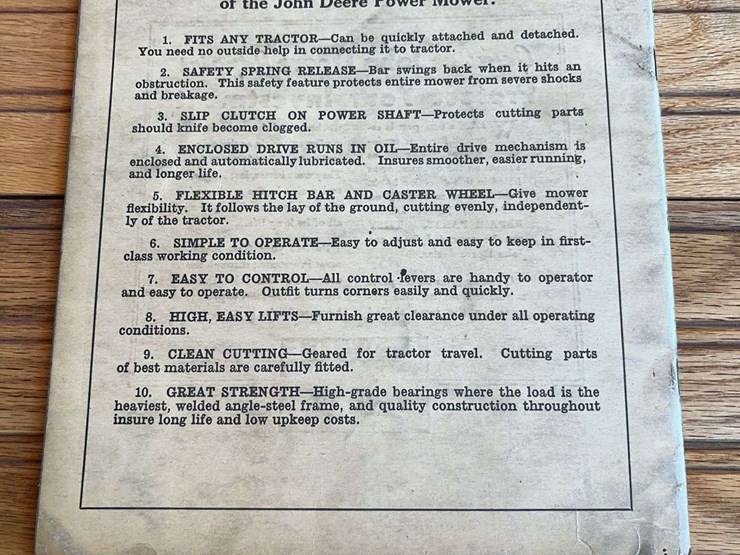 of the John Deere Power Mower.
1. FITS ANY TRACTOR—Can be quickly attached and detached.
You need no outside help in connecting it to tractor.
2. SAFETY SPRING RELEASE—Bar swings back when it hits an
obstruction. This safety feature protects entire mower from severe shocks
and breakage.
3. SLIP CLUTCH ON POWER SHAFT—Protects cutting parts
should knife become clogged.
4. ENCLOSED DRIVE RUNS IN OIL—Entire drive mechanism is
enclosed and automatically lubricated. Insures smoother, easier running,
and longer life.
5. FLEXIBLE HITCH BAR AND CASTER WHEEL—Give mower
flexibility. It follows the lay of the ground, cutting evenly, independent-
ly of the tractor.
6. SIMPLE TO OPERATE—Easy to adjust and easy to keep in first-
class working condition.
7. EASY TO CONTROL—All control levers are handy to operator
and easy to operate. Outfit turns corners easily and quickly.
8. HIGH, EASY LIFTS—Furnish great clearance under all operating
conditions.
9. CLEAN CUTTING—Geared for tractor travel. Cutting parts
of best materials are carefully fitted.
10. GREAT STRENGTH—High-grade bearings where the load is the
heaviest, welded angle-steel frame, and quality construction throughout
insure long life and low upkeep costs.